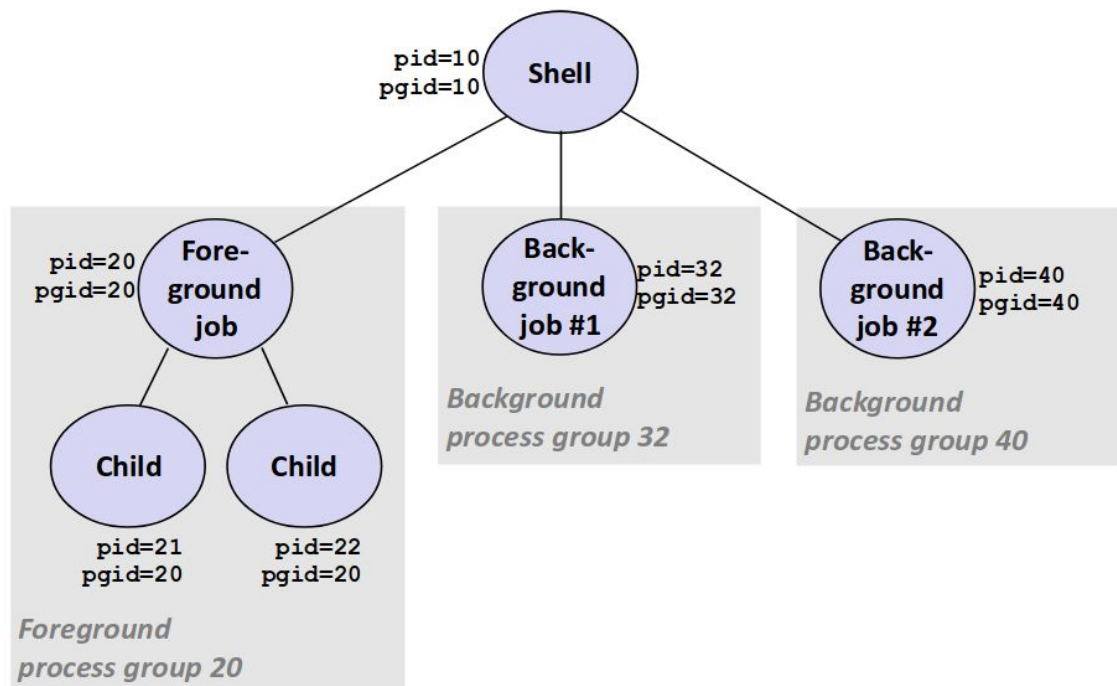 pid=10
pgid=10
Shell
pid=20
pgid=20
Fore-
ground
job
Back-
ground
job #1
pid=32
pgid=32
Back-
ground
job #2
pid=40
pgid=40
Background
process group 32
Background
process group 40
Child
Child
pid=21
pgid=20
pid=22
pgid=20
Foreground
process group 20